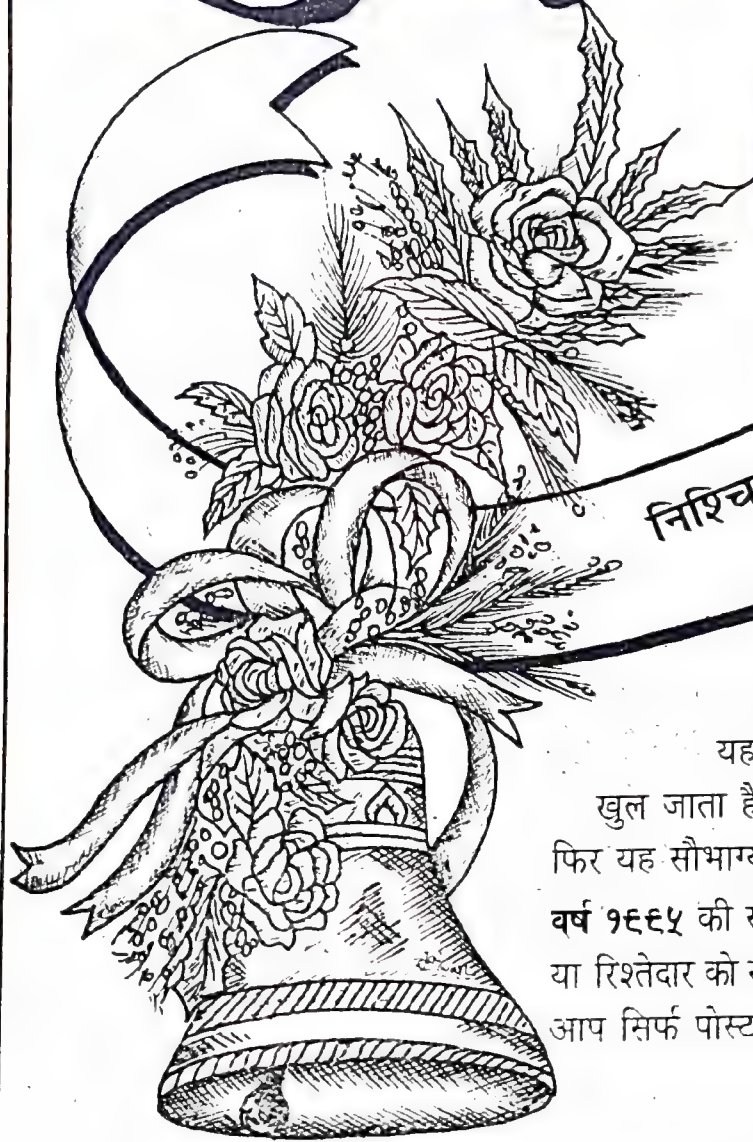 निश्चि
यह
खुल जाता है
फिर यह सौभाग्य
वर्ष १९९५ की
या रिश्तेदार को
आप सिर्फ पोस्ट